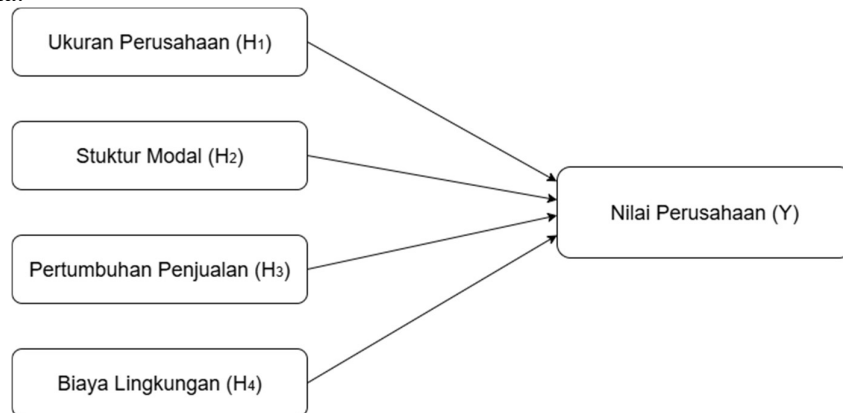 Ukuran Perusahaan (H1)
Stuktur Modal (H2)
Nilai Perusahaan (Y)
Pertumbuhan Penjualan (H3)
Biaya Lingkungan (H4)